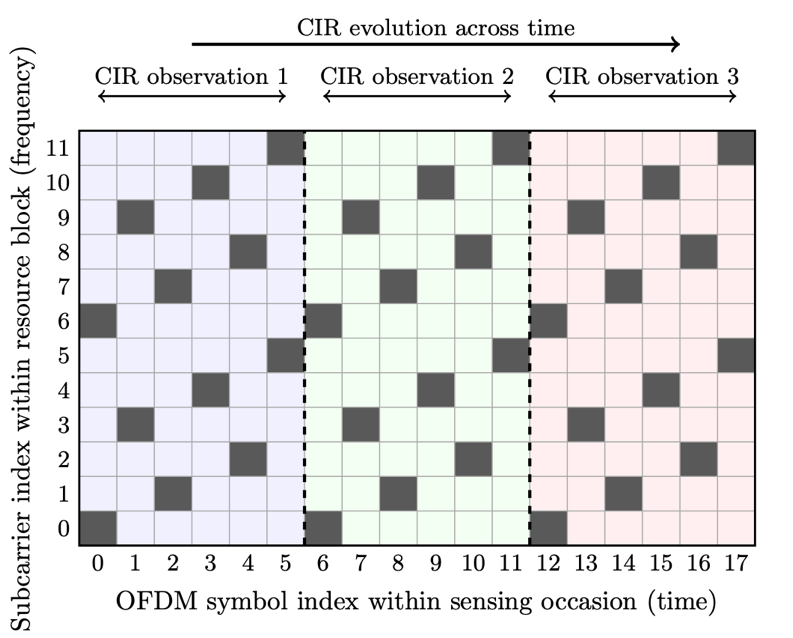 CIR evolution across time
CIR observation 1 CIR observation 2 CIR observation 3
Subcarrier index within resource block (frequency)
11
10
9
8
7
6
5
4
3
2
1
0
0 1 2 3 4 5 6 7 8 9 10 11 12 13 14 15 16 17
OFDM symbol index within sensing occasion (time)